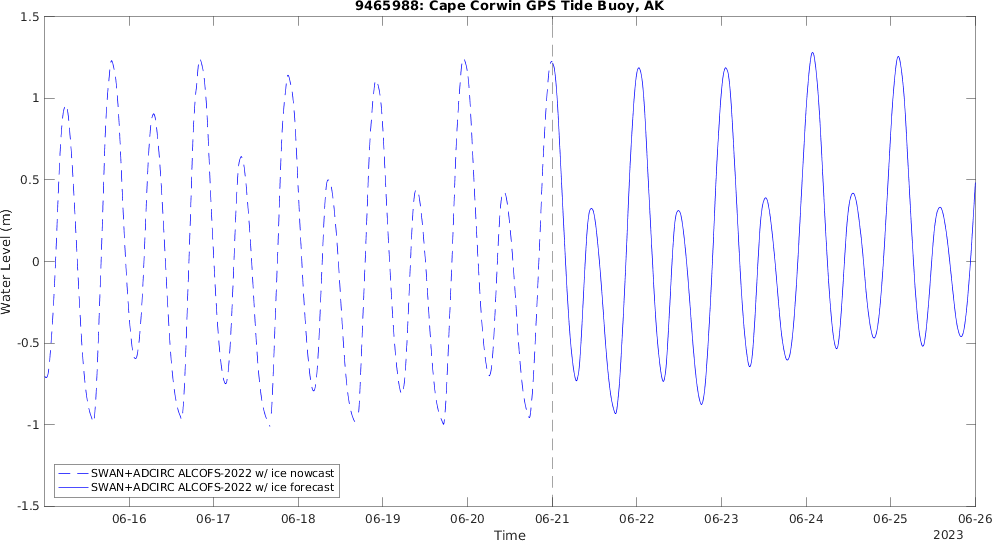 9465988: Cape Corwin GPS Tide Buoy, AK
1.5
1
0.5
0
-0.5
-1
-1.5
Water Level (m)
SWAN+ADCIRC ALCOFS-2022 w/ ice nowcast
SWAN+ADCIRC ALCOFS-2022 w/ ice forecast
06-16 06-17 06-18 06-19 06-20 06-21 06-22 06-23 06-24 06-25 06-26
Time
2023